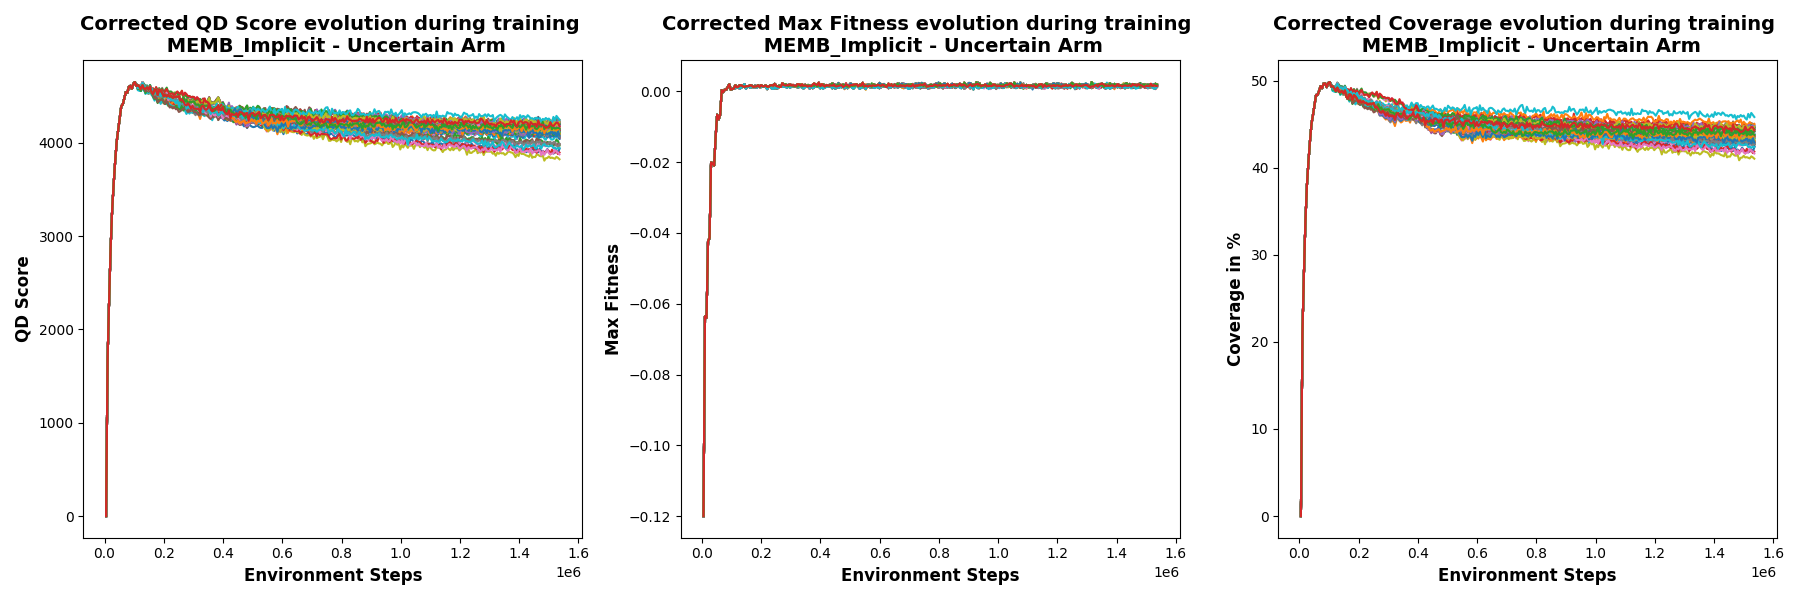 Corrected QD Score evolution during training
MEMB_Implicit - Uncertain Arm
QD Score
4000
3000
2000
1000
0
0.0 0.2 0.4 0.6 0.8 1.0 1.2 1.4 1.6
1e6
Environment Steps
Corrected Max Fitness evolution during training
MEMB_Implicit - Uncertain Arm
Max Fitness
0.00
−0.02
−0.04
−0.06
−0.08
−0.10
−0.12
0.0 0.2 0.4 0.6 0.8 1.0 1.2 1.4 1.6
1e6
Environment Steps
Corrected Coverage evolution during training
MEMB_Implicit - Uncertain Arm
Coverage in %
50
40
30
20
10
0
0.0 0.2 0.4 0.6 0.8 1.0 1.2 1.4 1.6
1e6
Environment Steps